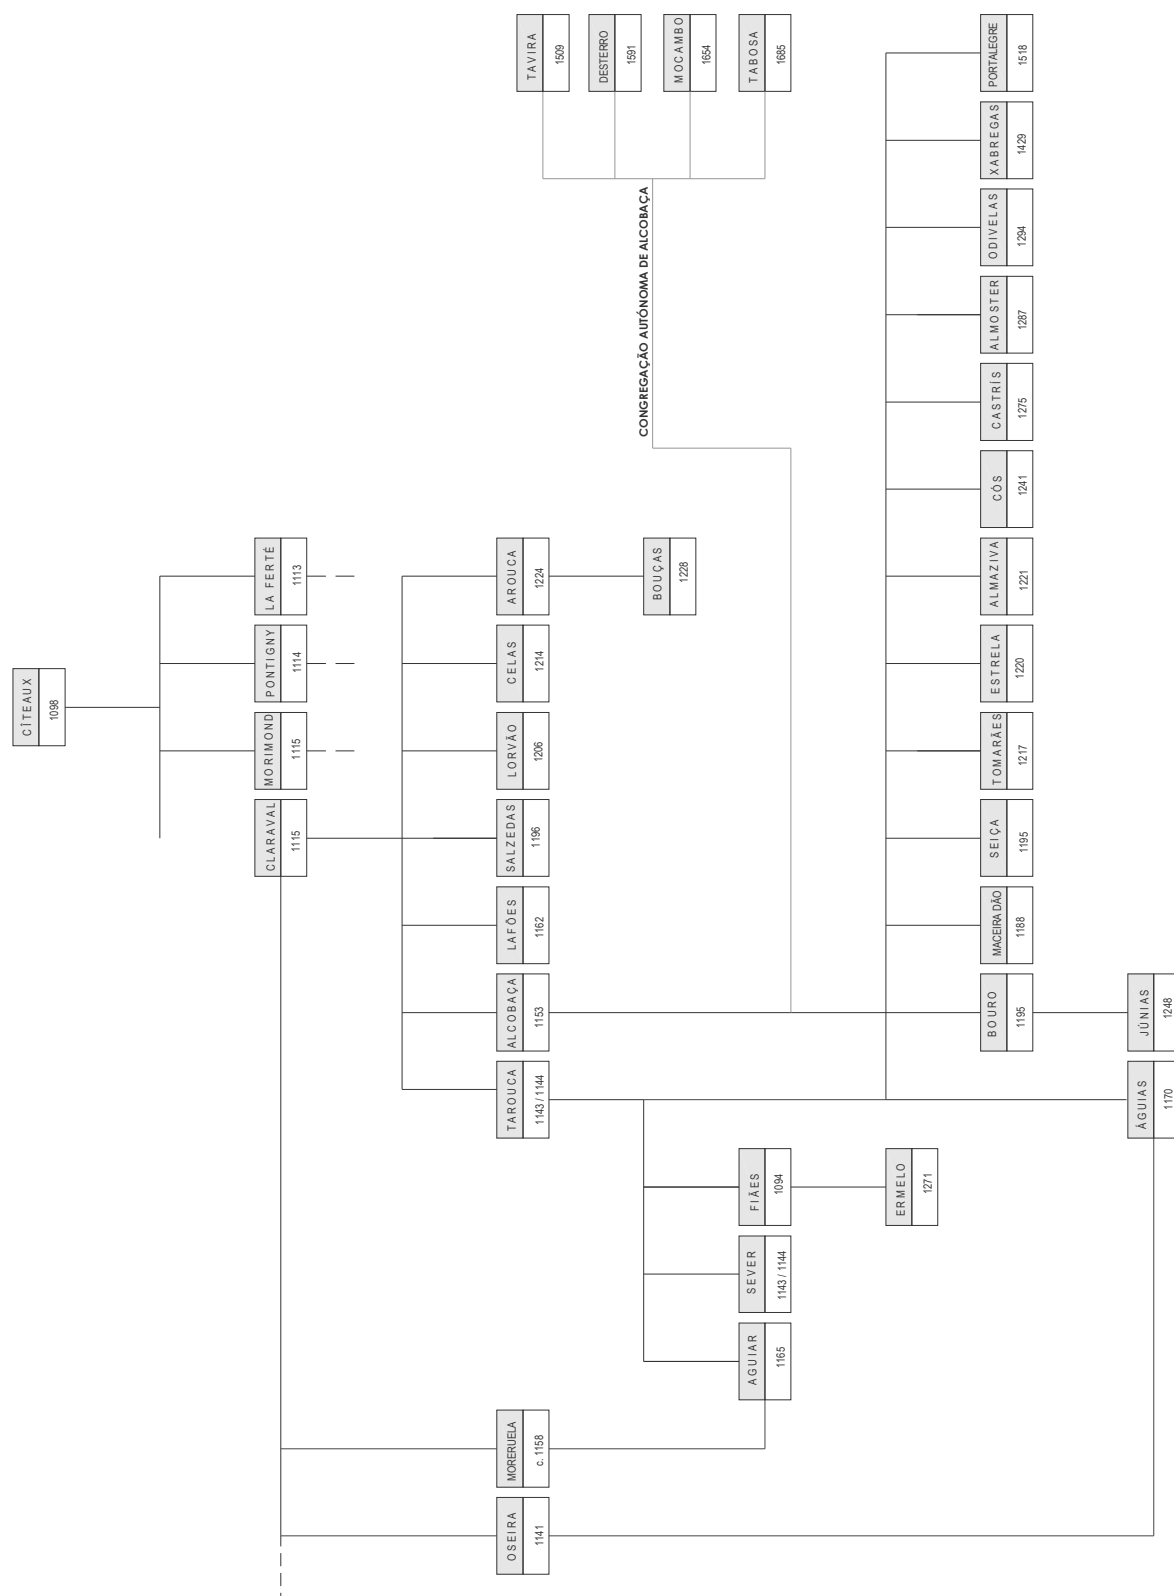 CÎTEAUX
1098
CLARAVAL
1115
MORIMOND
1115
PONTIGNY
1114
LA FERTÉ
1113
OSEIRA
1141
MORERUELA
c. 1158
TAROUCA
1143 / 1144
ALCOBAÇA
1153
LAFÕES
1162
SALZEDAS
1196
LORVÃO
1206
CELAS
1214
AROUCA
1224
BOUÇAS
1228
CONGREGAÇÃO AUTÓNOMA DE ALCOBAÇA
TAVIRA
1509
DESTERRO
1591
MOCAMBO
1654
TABOSA
1685
AGUIAR
1165
SEVER
1143 / 1144
FIÃES
1094
ERMELO
1271
BOURO
1195
MACEIRA DÃO
1188
SEIÇA
1195
TOMARÃES
1217
ESTRELA
1220
ALMAZIVA
1221
CÓS
1241
CASTRÍS
1275
ALMOSTER
1287
ODIVELAS
1294
XABREGAS
1429
PORTALEGRE
1518
ÁGUIAS
1170
JÚNIAS
1248